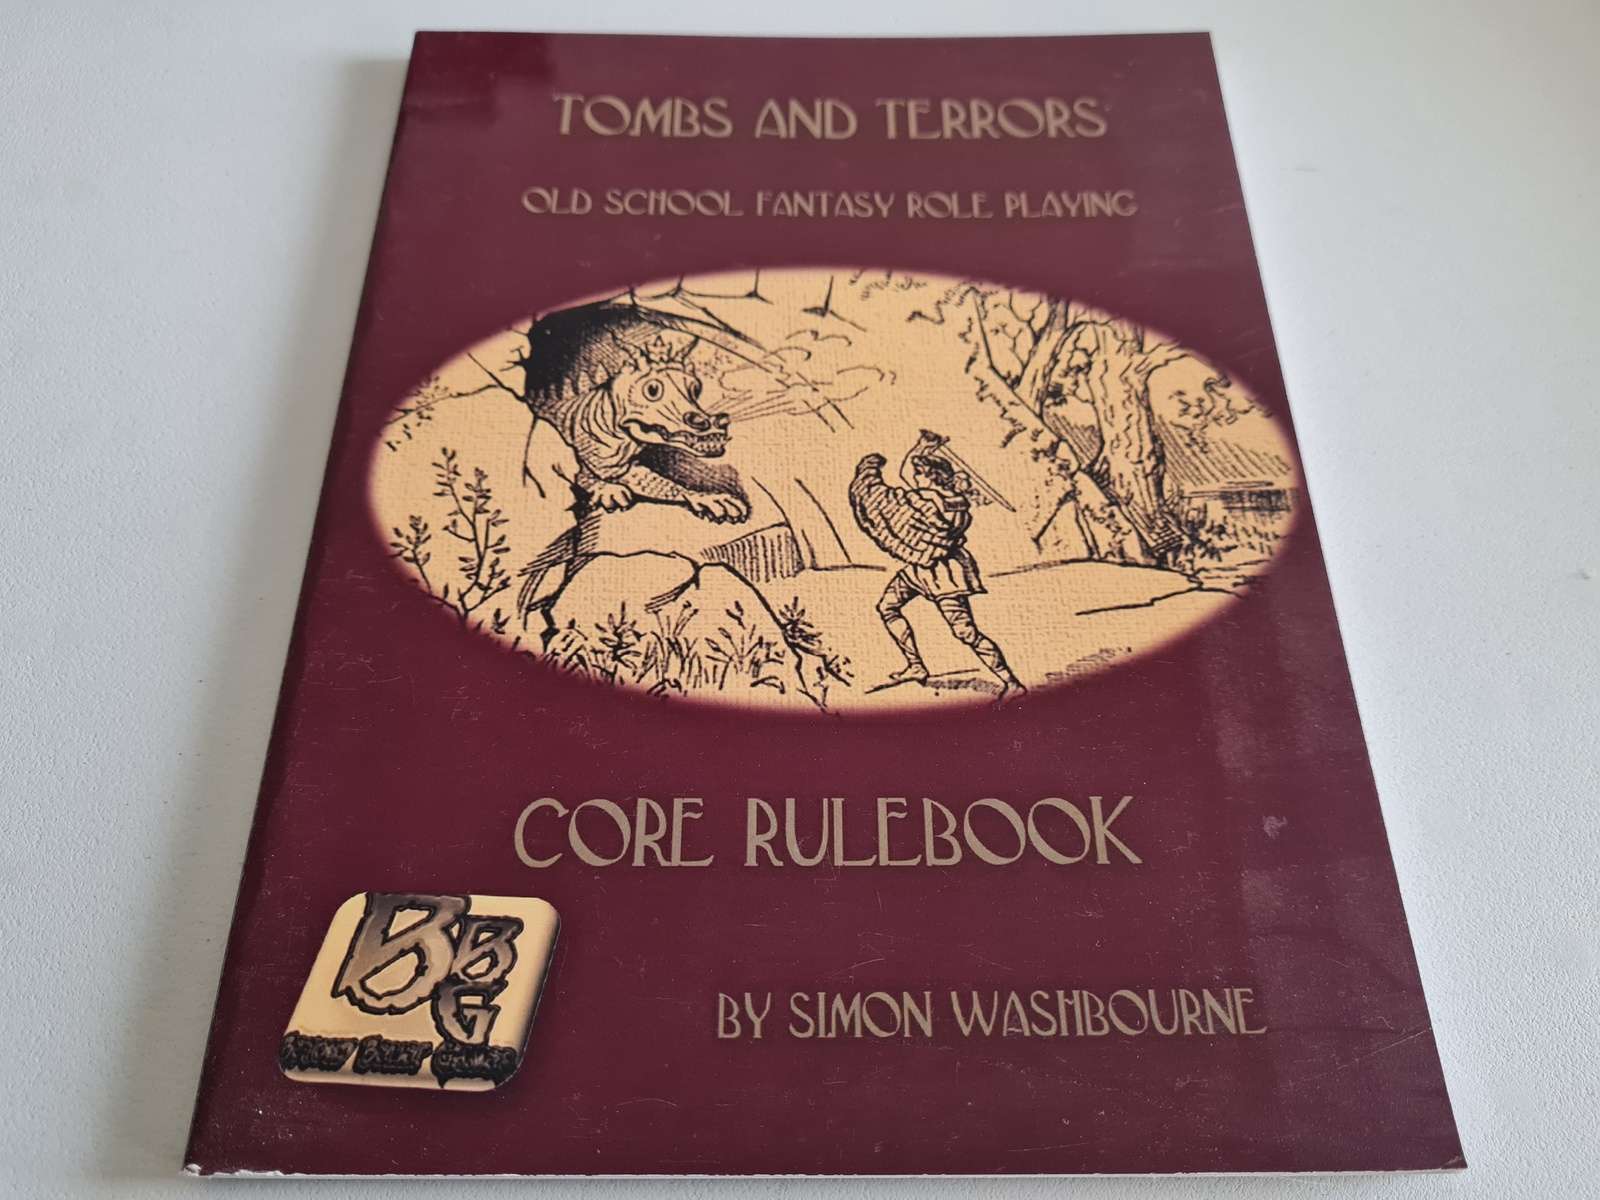 TOMBS AND TERRORS
OLD SCHOOL FANTASY ROLE PLAYING
CORE RULEBOOK
BBG
BY SIMON WASHBOURNE